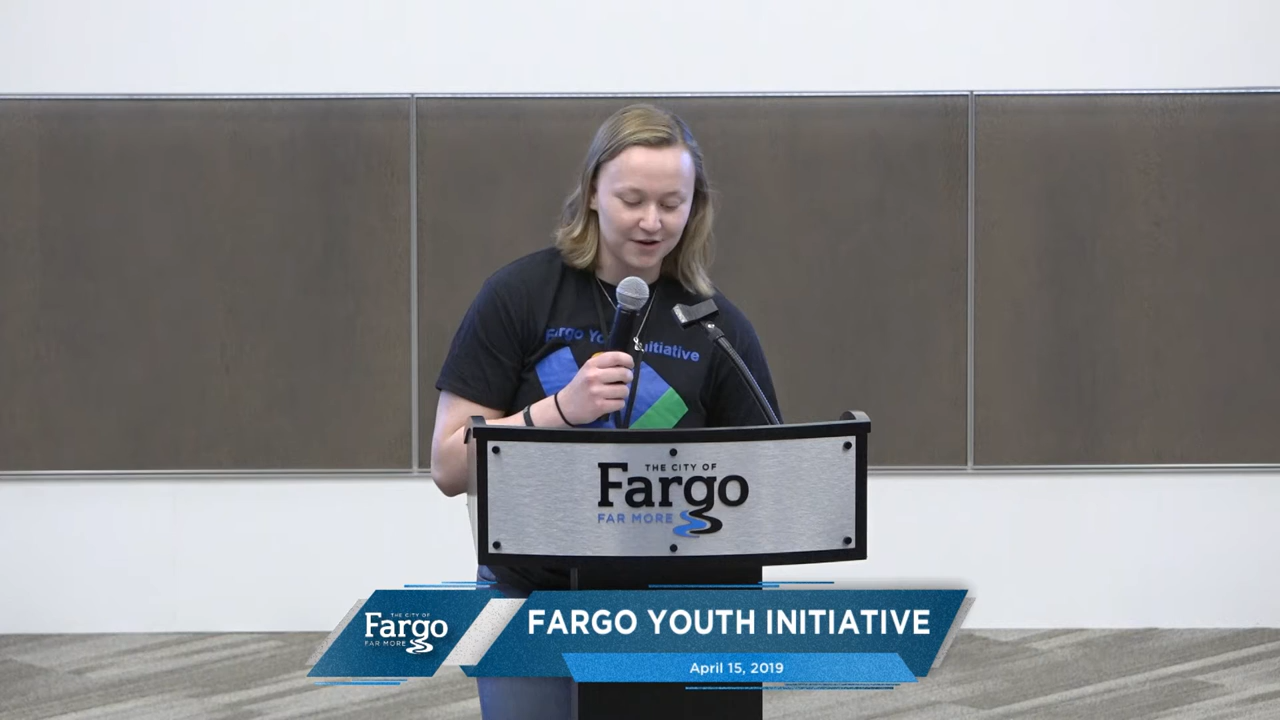 Fargo Yo
itiative
THE CITY OF
Fargo
FAR MORE
THE CITY OF
Fargo
FAR MORE
FARGO YOUTH INITIATIVE
April 15, 2019